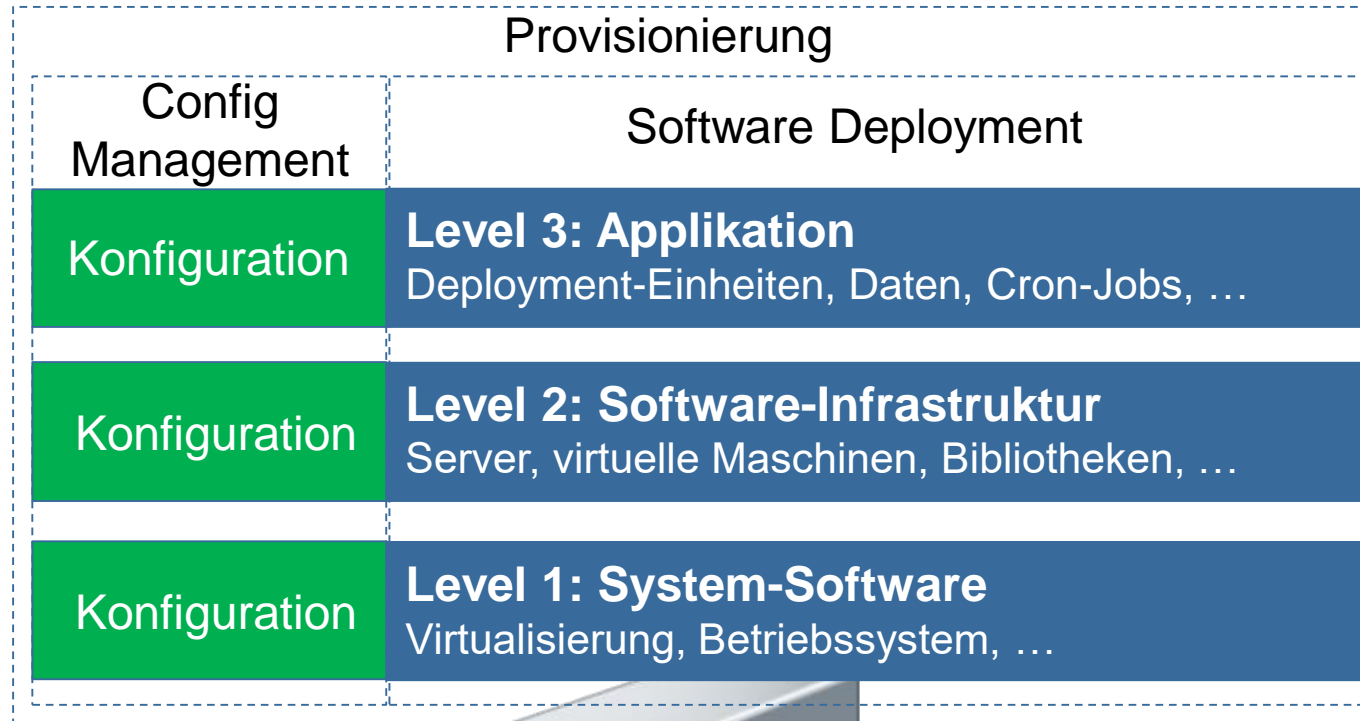 Provisionierung
Config
Management
Software Deployment
Konfiguration
Level 3: Applikation
Deployment-Einheiten, Daten, Cron-Jobs, …
Konfiguration
Level 2: Software-Infrastruktur
Server, virtuelle Maschinen, Bibliotheken, …
Konfiguration
Level 1: System-Software
Virtualisierung, Betriebssystem, …